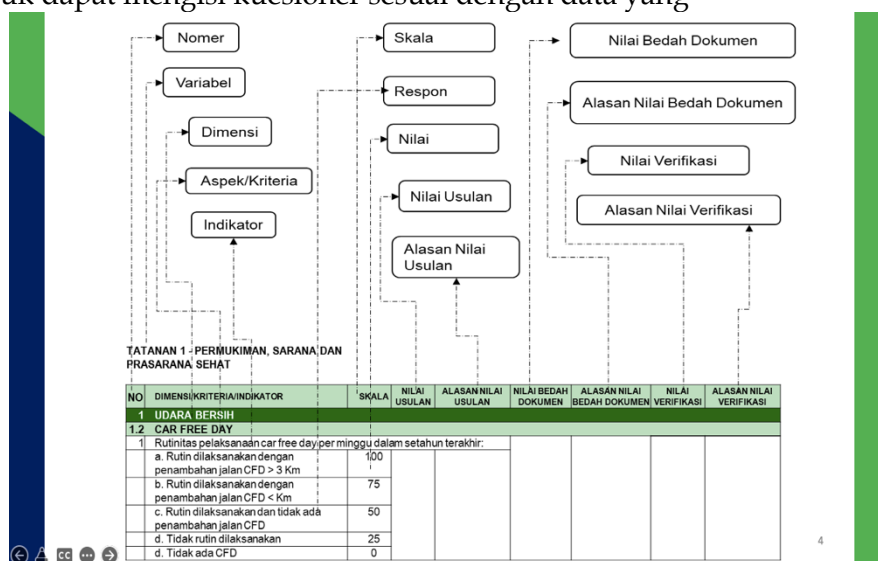 uk dapat mengisi kuesioner sesuai dengan data yang
Nomer
Skala
Nilai Bedah Dokumen
Variabel
Respon
Alasan Nilai Bedah Dokumen
Dimensi
Nilai
Nilai Verifikasi
Aspek/Kriteria
Nilai Usulan
Alasan Nilai Verifikasi
Indikator
Alasan Nilai
Usulan
TATANAN 1 - PERMUKIMAN, SARANA DAN
PRASARANA SEHAT
NO DIMENSI/KRITERIA/INDIKATOR SKALA NILAI USULAN ALASAN NILAI USULAN NILAI BEDAH DOKUMEN ALASAN NILAI BEDAH DOKUMEN NILAI VERIFIKASI ALASAN NILAI VERIFIKASI
1 UDARA BERSIH
1.2 CAR FREE DAY
1 Rutinitas pelaksanaan car free day per minggu dalam setahun terakhir:
a. Rutin dilaksanakan dengan 100
penambahan jalan CFD > 3 Km
b. Rutin dilaksanakan dengan 75
penambahan jalan CFD < Km
c. Rutin dilaksanakan dan tidak ada 50
penambahan jalan CFD
d. Tidak rutin dilaksanakan 25
d. Tidak ada CFD 0
4
CC